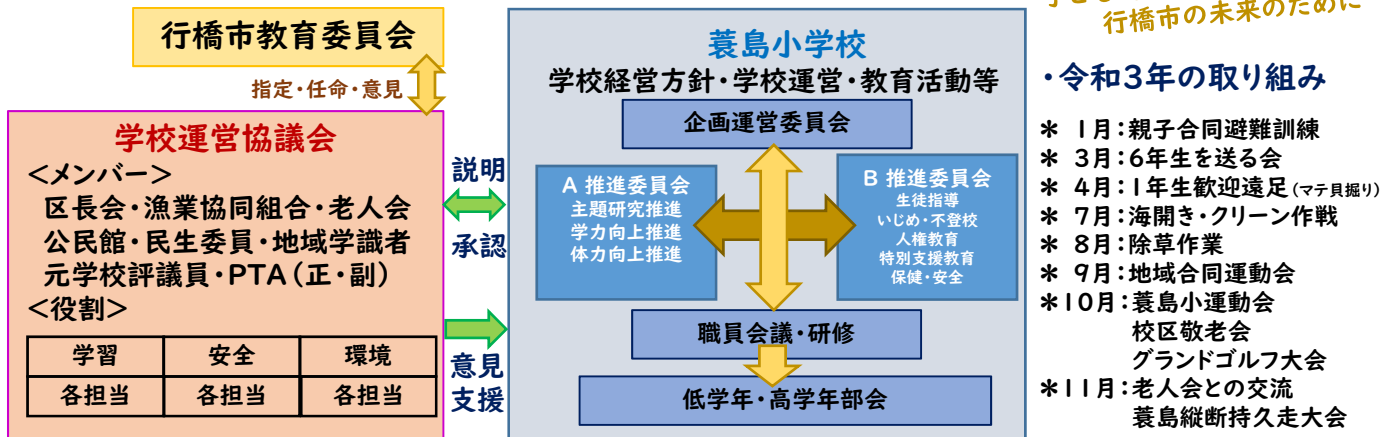 行橋市教育委員会
指定・任命・意見
学校運営協議会
<メンバー>
区長会・漁業協同組合・老人会
公民館・民生委員・地域学識者
元学校評議員・PTA(正・副)
<役割>
学習 安全 環境
各担当 各担当 各担当
説明
承認
意見
支援
蓑島小学校
学校経営方針・学校運営・教育活動等
企画運営委員会
A 推進委員会
主題研究推進
学力向上推進
体力向上推進
B 推進委員会
生徒指導
いじめ・不登校
人権教育
特別支援教育
保健・安全
職員会議・研修
低学年・高学年部会
行橋市の未来のために
・令和3年の取り組み
* 1月:親子合同避難訓練
* 3月:6年生を送る会
* 4月:1年生歓迎遠足(マテ貝掘り)
* 7月:海開き・クリーン作戦
* 8月:除草作業
* 9月:地域合同運動会
*10月:蓑島小運動会
校区敬老会
グランドゴルフ大会
*11月:老人会との交流
蓑島縦断持久走大会